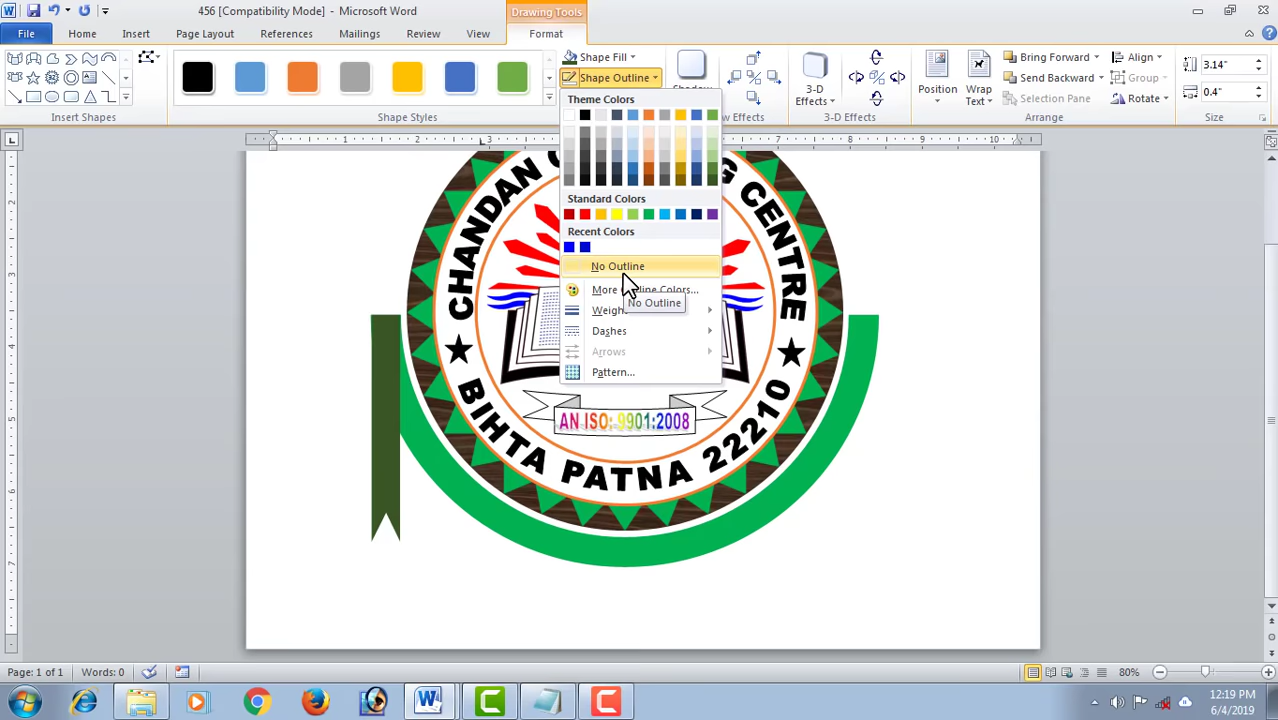 456 [Compatibility Mode] - Microsoft Word
Drawing Tools
File
Home
Insert
Page Layout
References
Mailings
Review
View
Format
Shape Fill
Shape Outline
3-D
Effects
Position
Wrap
Text
Bring Forward
Send Backward
Selection Pane
Align
Group
Rotate
3.14"
0.4"
Insert Shapes
Shape Styles
3-D Effects
Arrange
Size
Theme Colors
Standard Colors
Recent Colors
No Outline
More
Colors...
Dashes
Arrows
Pattern...
No Outline
CHANDAN
CENTRE
AN ISO: 9901:2008
BIHTA PATNA 22210
Page: 1 of 1
Words: 0
80%
12:19 PM
6/4/2019